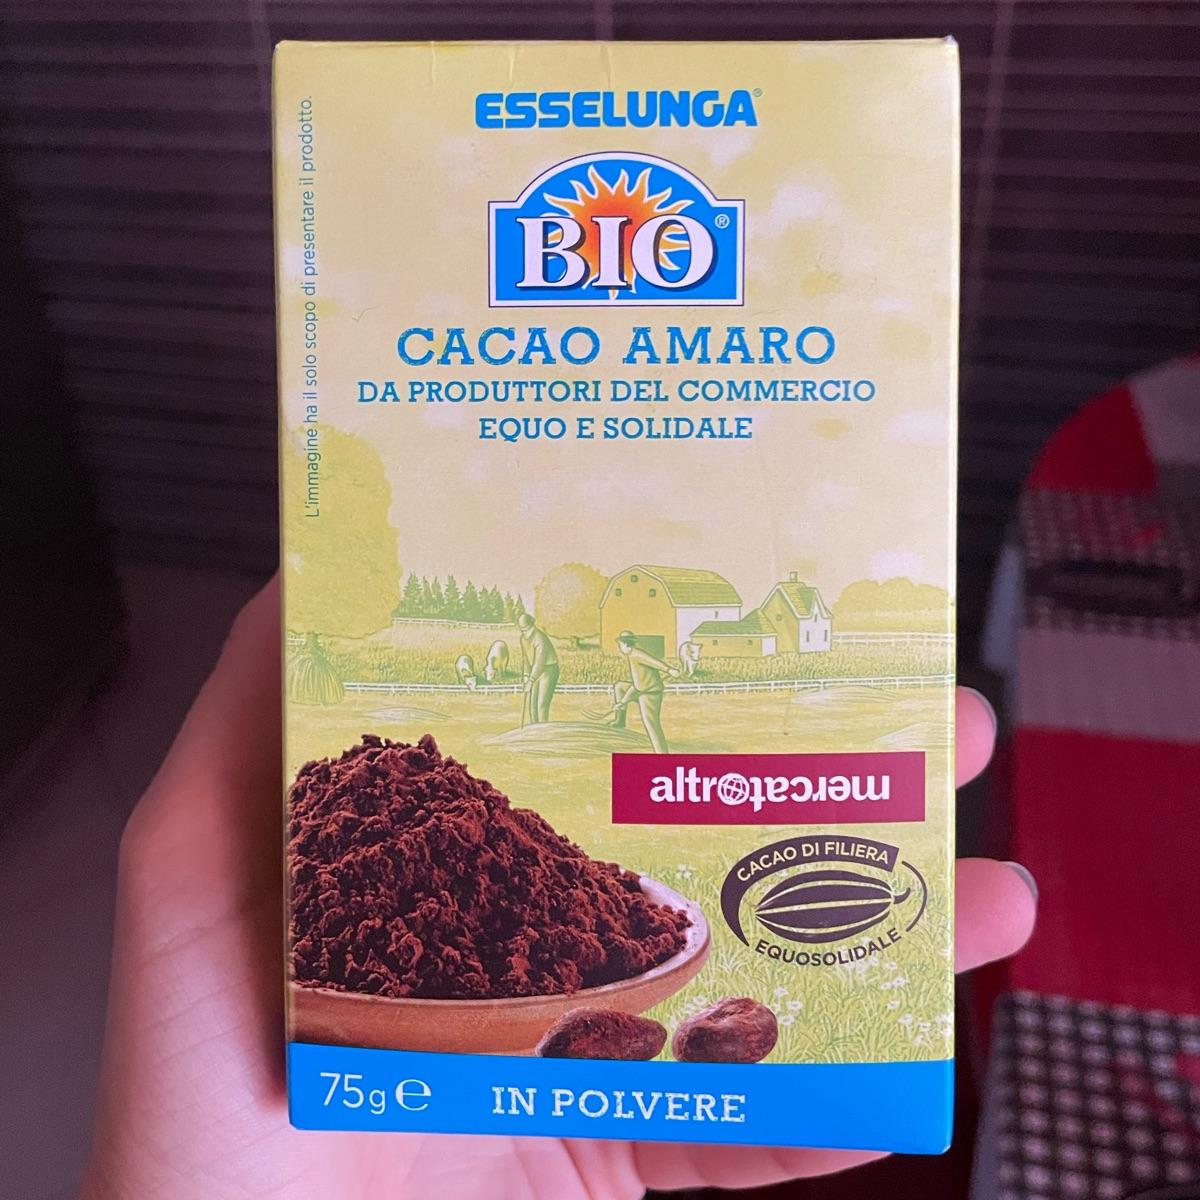 ESSELUNGA®
BIO®
CACAO AMARO
DA PRODUTTORI DEL COMMERCIO
EQUO E SOLIDALE
L'immagine ha il solo scopo di presentare il prodotto.
altromercato
CACAO DI FILIERA
EQUOSOLIDALE
75g ℮
IN POLVERE